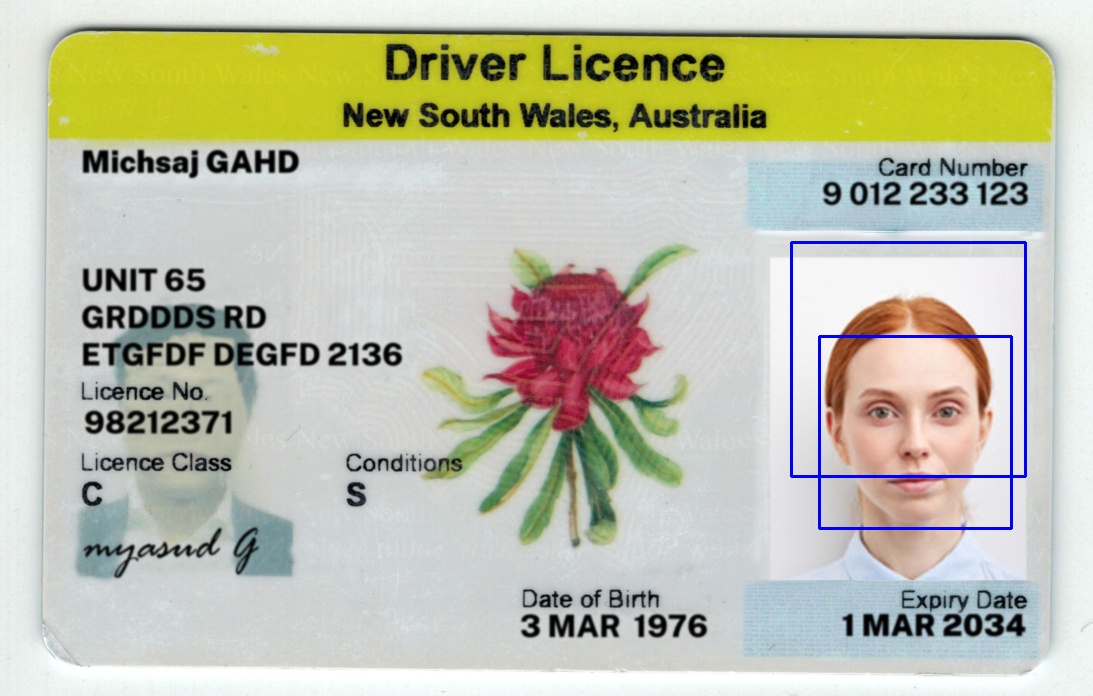 Driver Licence
New South Wales, Australia
Michsaj GAHD
Card Number
9 012 233 123
UNIT 65
GRDDDS RD
ETGFDF DEGFD 2136
Licence No.
98212371
Licence Class
Conditions
C
S
myasud G
Date of Birth
3 MAR 1976
Expiry Date
1 MAR 2034